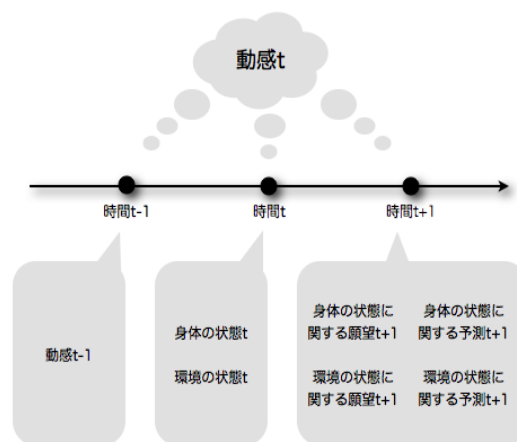 動感t
時間t-1
時間t
時間t+1
動感t-1
身体の状態t
環境の状態t
身体の状態に
関する願望t+1
身体の状態に
関する予測t+1
環境の状態に
関する願望t+1
環境の状態に
関する予測t+1